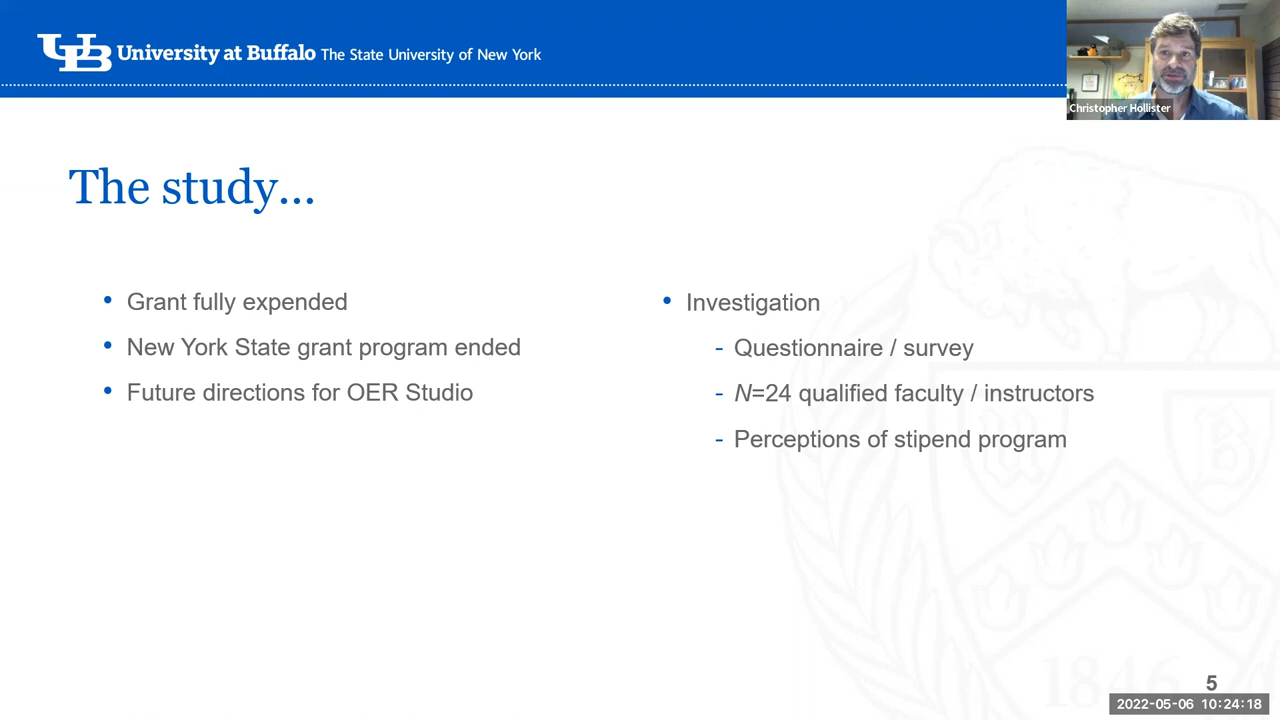 UB University at Buffalo The State University of New York
Christopher Hollister
The study...
• Grant fully expended
• New York State grant program ended
• Future directions for OER Studio
• Investigation
- Questionnaire / survey
- N=24 qualified faculty / instructors
- Perceptions of stipend program
U
B
1846
5
2022-05-06 10:24:18